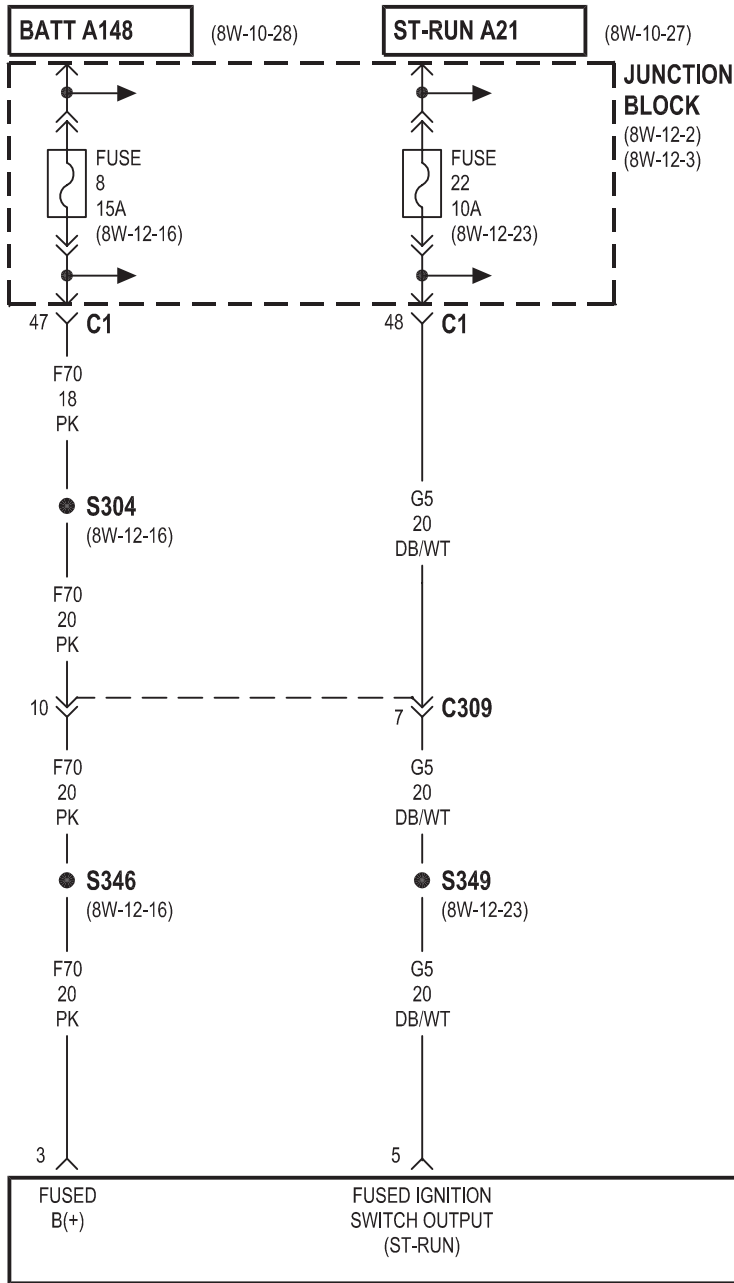 BATT A148
(8W-10-28)
ST-RUN A21
(8W-10-27)
JUNCTION
BLOCK
(8W-12-2)
(8W-12-3)
FUSE
8
15A
(8W-12-16)
FUSE
22
10A
(8W-12-23)
47
C1
48
C1
F70
18
PK
S304
(8W-12-16)
G5
20
DB/WT
F70
20
PK
10
7
C309
F70
20
PK
G5
20
DB/WT
S346
(8W-12-16)
S349
(8W-12-23)
F70
20
PK
G5
20
DB/WT
3
5
FUSED
B(+)
FUSED IGNITION
SWITCH OUTPUT
(ST-RUN)